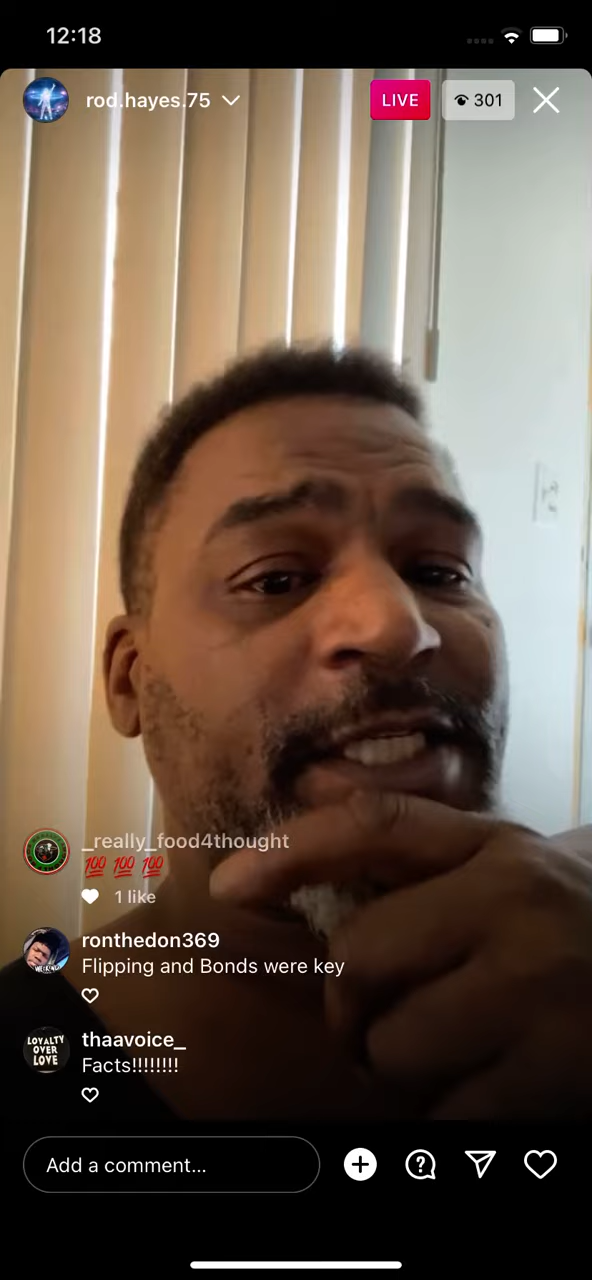 12:18
rod.hayes.75
LIVE
301
_really_food4thought
💯 💯 💯
1 like
ronthedon369
Flipping and Bonds were key
LOYALTY
OVER
LOVE
thaavoice_
Facts!!!!!!!!
Add a comment...